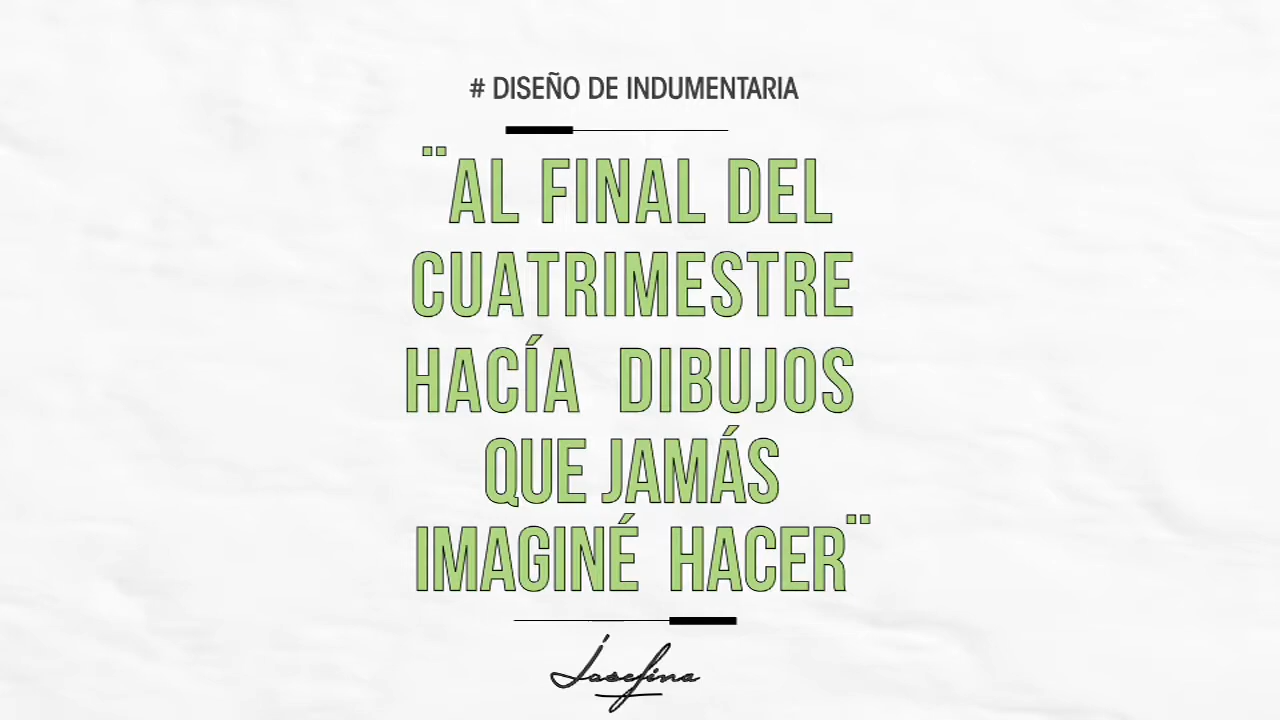 # DISEÑO DE INDUMENTARIA
¨AL FINAL DEL
CUATRIMESTRE
HACÍA DIBUJOS
QUE JAMÁS
IMAGINÉ HACER¨
Josefina